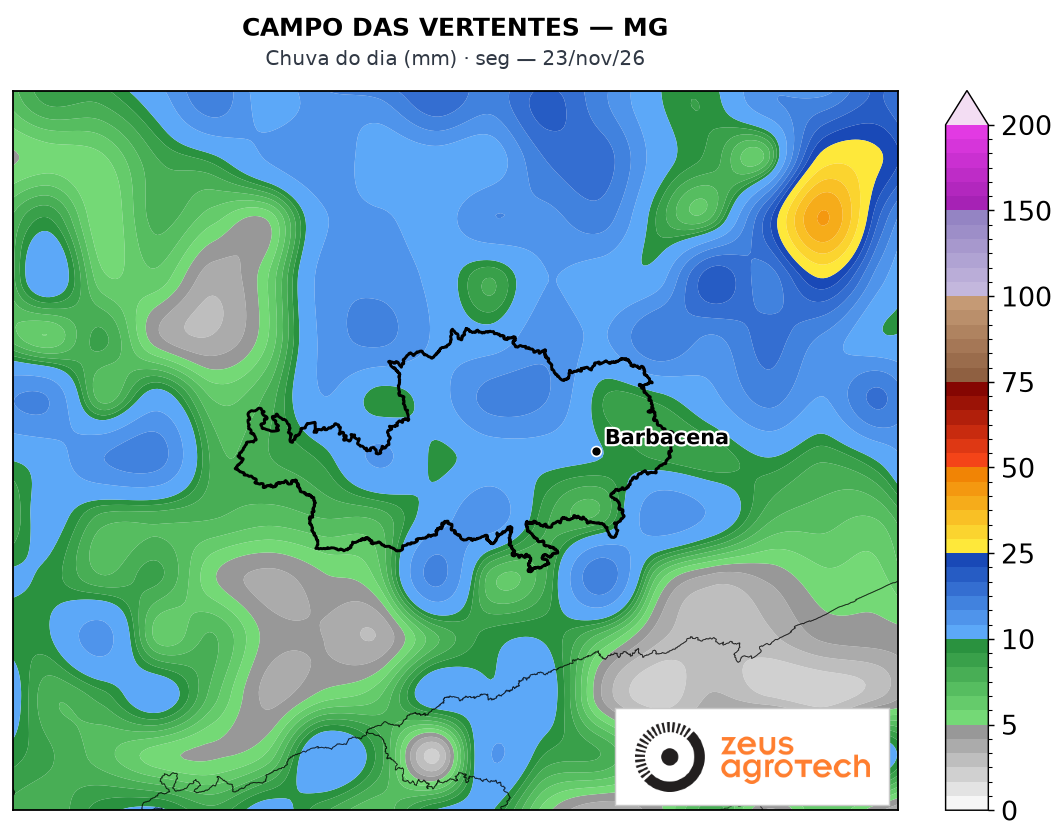 CAMPO DAS VERTENTES — MG
Chuva do dia (mm) · seg — 23/nov/26
200
150
100
75
50
25
10
5
0
Barbacena
zeus
agrotech